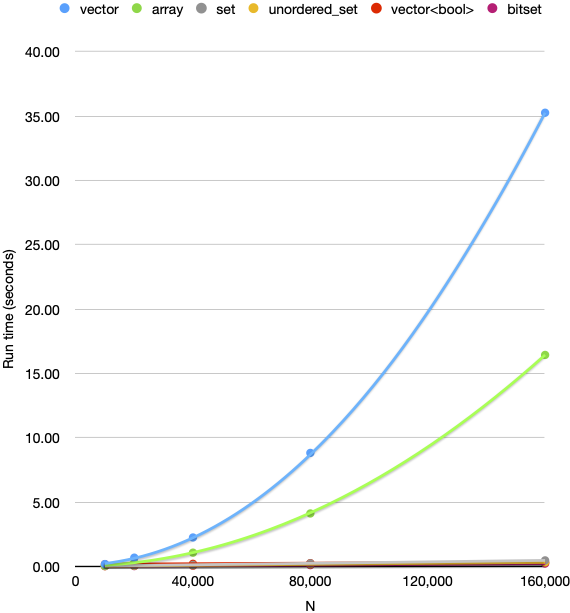 vector array set unordered_set vector<bool> bitset
40.00
35.00
30.00
25.00
20.00
15.00
10.00
5.00
0.00
Run time (seconds)
0 40,000 80,000 120,000 160,000
N